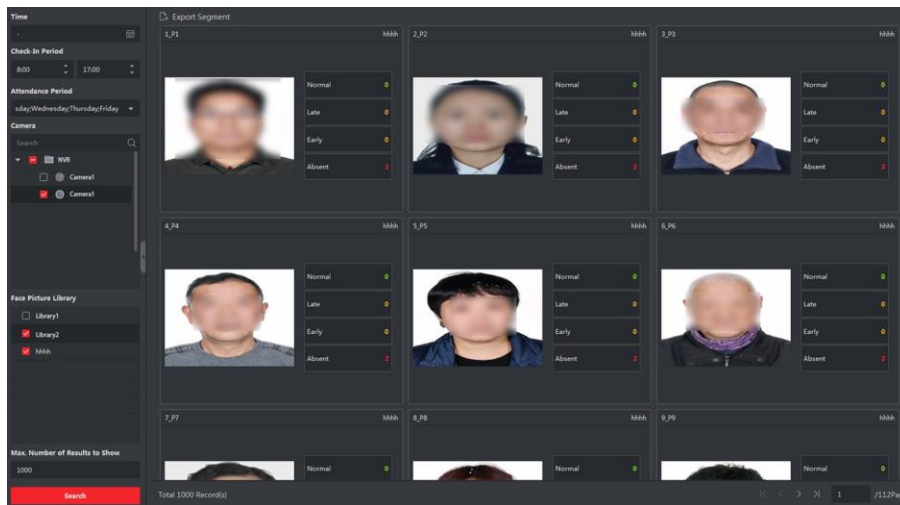 Time
-
Check-In Period
8:00 17:00
Attendance Period
sday;Wednesday;Thursday;Friday
Camera
Search
NVR
Camera1
Camera1
Face Picture Library
Library1
Library2
hhhh
Max. Number of Results to Show
1000
Search
Export Segment
1_P1 hhhh
Normal 0
Late 0
Early 0
Absent 2
2_P2 hhhh
Normal 0
Late 0
Early 0
Absent 2
3_P3 hhhh
Normal 0
Late 0
Early 0
Absent 2
4_P4 hhhh
Normal 0
Late 0
Early 0
Absent 2
5_P5 hhhh
Normal 0
Late 0
Early 0
Absent 2
6_P6 hhhh
Normal 0
Late 0
Early 0
Absent 2
7_P7 hhhh
Normal 0
8_P8 hhhh
Normal 0
9_P9 hhhh
Normal 0
Total 1000 Record(s)
1 /112Pa